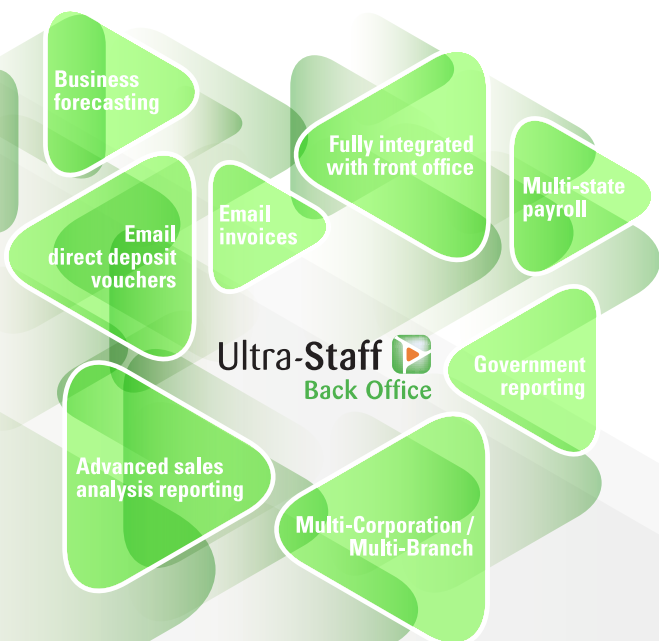 Business
forecasting
Fully integrated
with front office
Multi-state
payroll
Email
invoices
Email
direct deposit
vouchers
Ultra-Staff
Back Office
Government
reporting
Advanced sales
analysis reporting
Multi-Corporation /
Multi-Branch